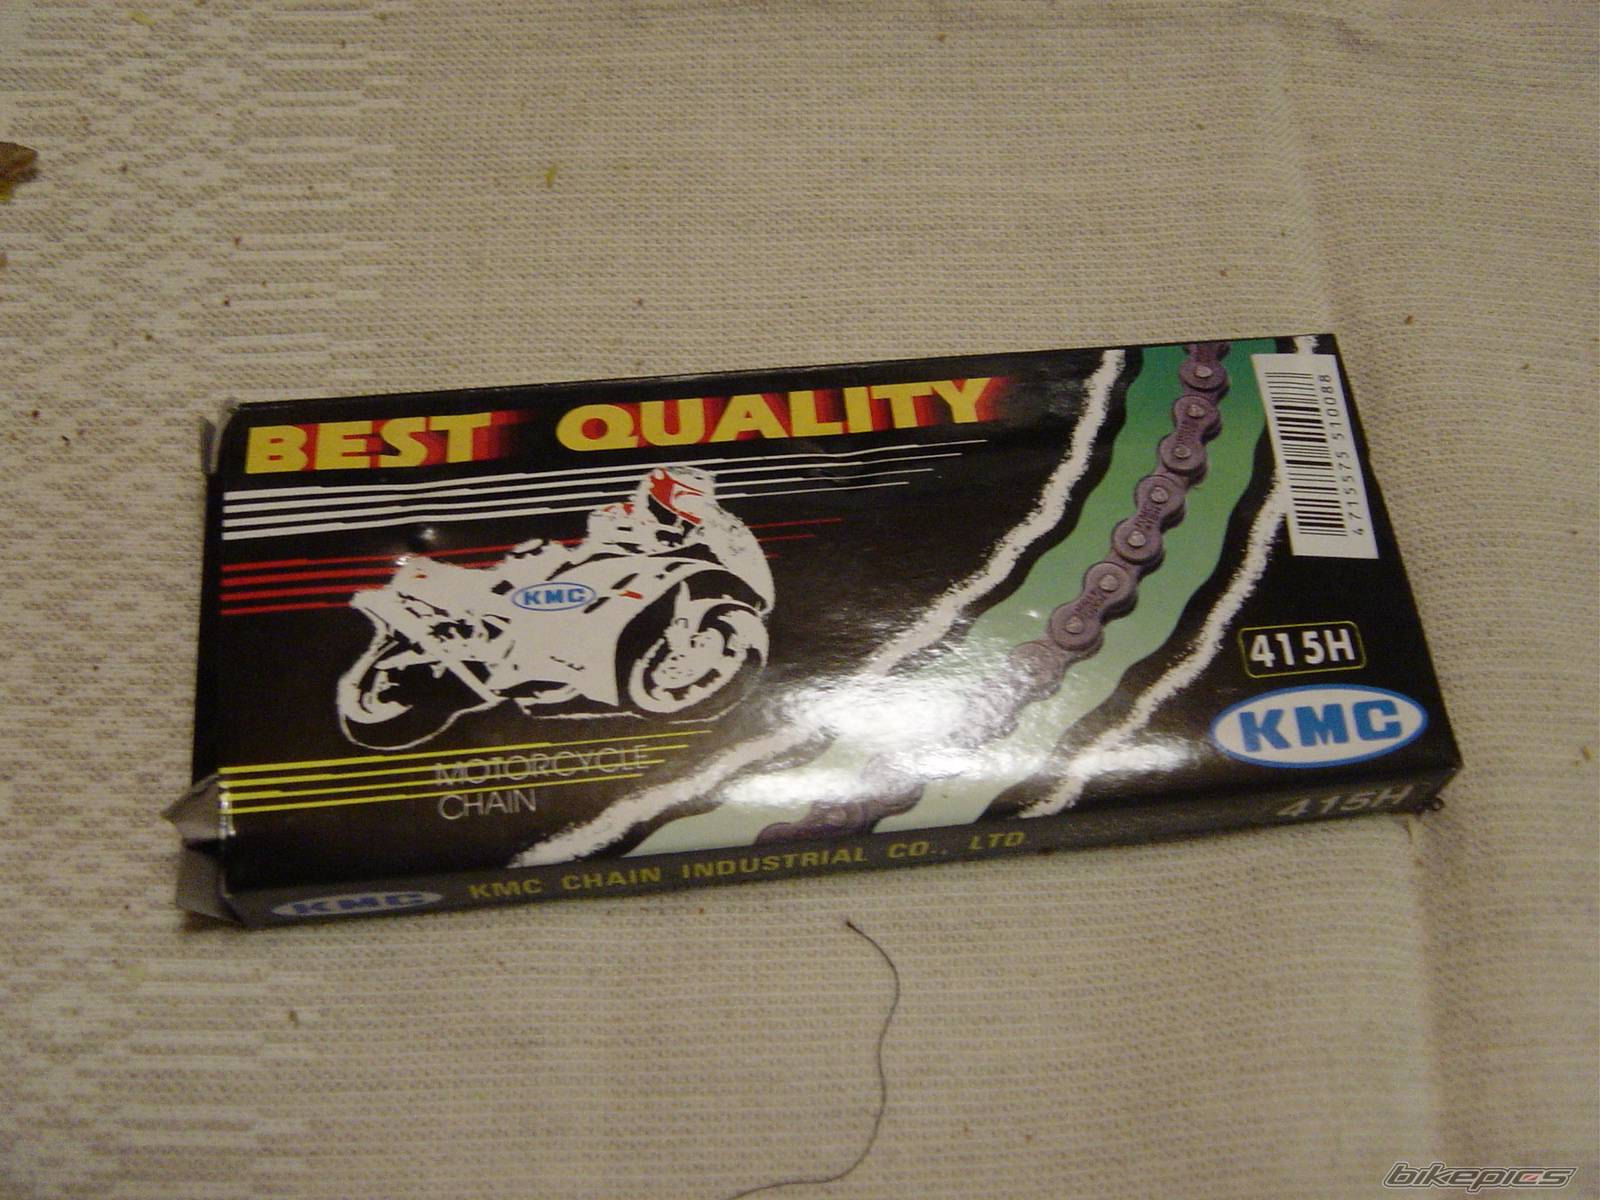 BEST QUALITY
KMC
MOTORCYCLE
CHAIN
4715575 510088
415H
KMC
415H
KMC KMC CHAIN INDUSTRIAL CO., LTD
bikepics